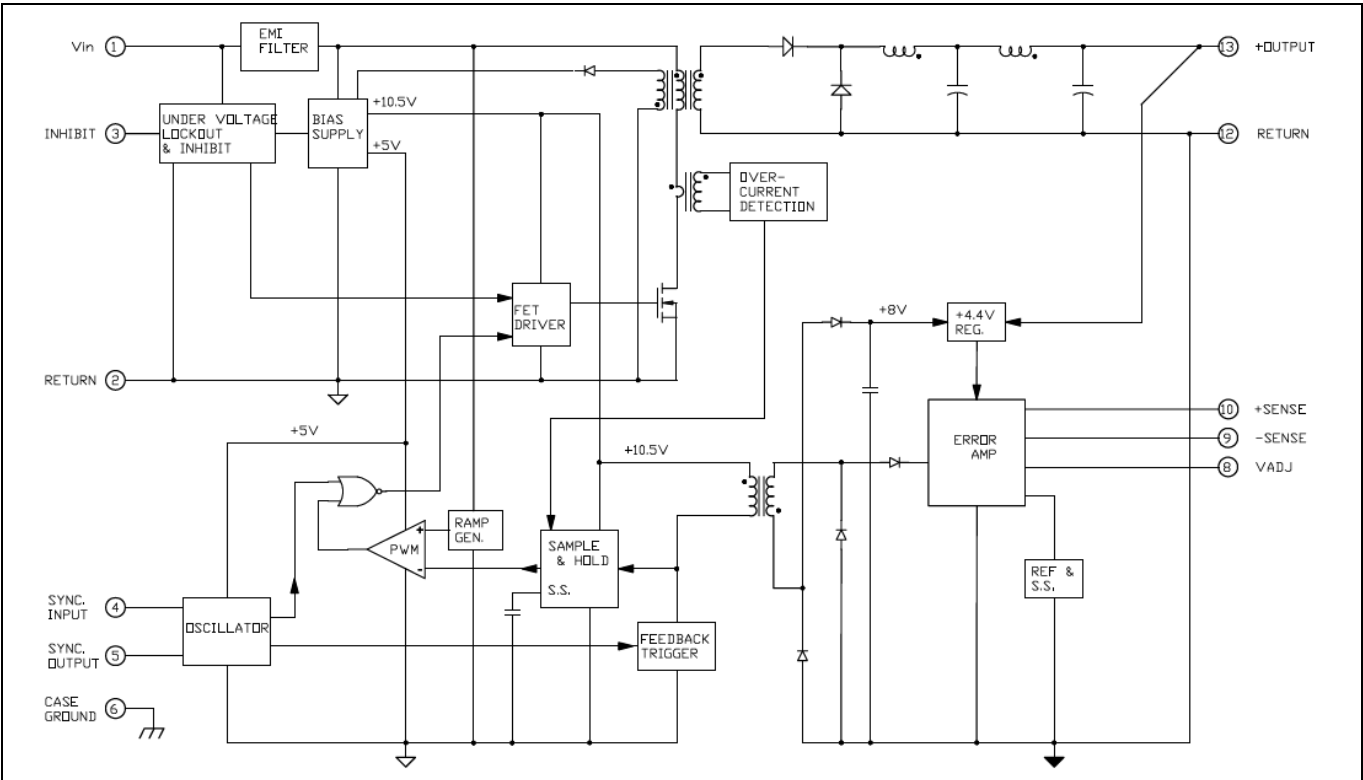 Vin 1
EMI
FILTER
13 +OUTPUT
+10.5V
INHIBIT 3
UNDER VOLTAGE
LOCKOUT
& INHIBIT
BIAS
SUPPLY
+5V
12 RETURN
OVER-
CURRENT
DETECTION
FET
DRIVER
+8V
+4.4V
REG.
RETURN 2
+5V
+10.5V
ERROR
AMP
10 +SENSE
9 -SENSE
8 VADJ
RAMP
GEN.
+
PWM
-
SAMPLE
& HOLD
S.S.
REF &
S.S.
SYNC.
INPUT 4
OSCILLATOR
SYNC.
OUTPUT 5
FEEDBACK
TRIGGER
CASE
GROUND 6